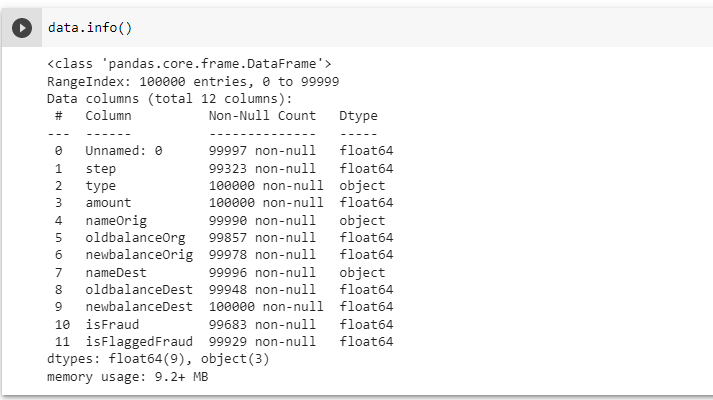 data.info()
<class 'pandas.core.frame.DataFrame'>
RangeIndex: 100000 entries, 0 to 99999
Data columns (total 12 columns):
 #   Column          Non-Null Count   Dtype
---  ------          --------------   -----
 0   Unnamed: 0      99997 non-null   float64
 1   step            99323 non-null   float64
 2   type            100000 non-null  object
 3   amount          100000 non-null  float64
 4   nameOrig        99990 non-null   object
 5   oldbalanceOrg   99857 non-null   float64
 6   newbalanceOrig  99978 non-null   float64
 7   nameDest        99996 non-null   object
 8   oldbalanceDest  99948 non-null   float64
 9   newbalanceDest  100000 non-null  float64
 10  isFraud         99683 non-null   float64
 11  isFlaggedFraud  99929 non-null   float64
dtypes: float64(9), object(3)
memory usage: 9.2+ MB